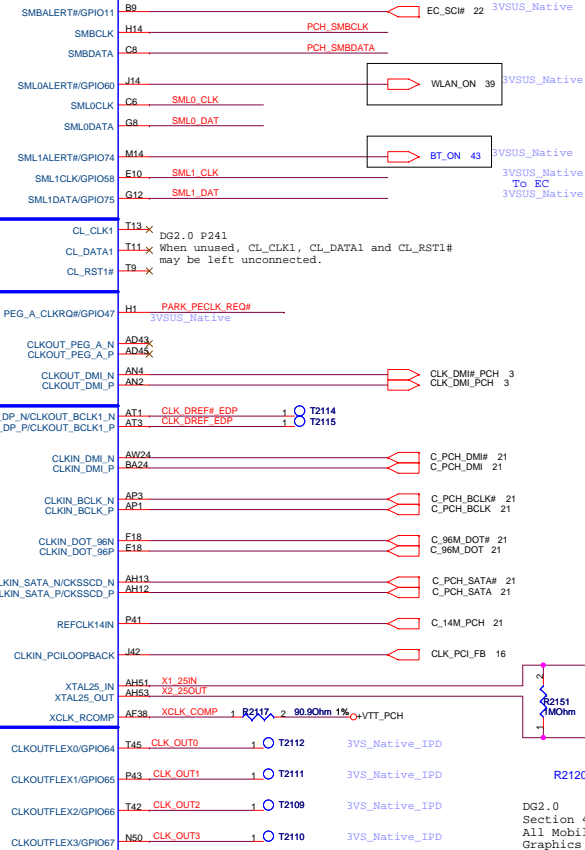 SMBALERT#/GPIO11 B9 EC_SCI# 22 3VSUS_Native
SMBCLK H14 PCH_SMBCLK
SMBDATA C8 PCH_SMBDATA
SML0ALERT#/GPIO60 J14 WLAN_ON 39 3VSUS_Native
SML0CLK C6 SML0_CLK
SML0DATA G8 SML0_DAT
SML1ALERT#/GPIO74 M14 BT_ON 43 3VSUS_Native
SML1CLK/GPIO58 E10 SML1_CLK 3VSUS_Native
To EC
SML1DATA/GPIO75 G12 SML1_DAT 3VSUS_Native
CL_CLK1 T13
DG2.0 P241
CL_DATA1 T11 When unused, CL_CLK1, CL_DATA1 and CL_RST1#
may be left unconnected.
CL_RST1# T9
PEG_A_CLKRQ#/GPIO47 H1 PARK_PECLK_REQ#
3VSUS_Native
CLKOUT_PEG_A_N AD43
CLKOUT_PEG_A_P AD45
CLKOUT_DMI_N AN4 CLK_DMI#_PCH 3
CLKOUT_DMI_P AN2 CLK_DMI_PCH 3
_DP_N/CLKOUT_BCLK1_N AT1 CLK_DREF#_EDP 1 T2114
_DP_P/CLKOUT_BCLK1_P AT3 CLK_DREF_EDP 1 T2115
CLKIN_DMI_N AW24 C_PCH_DMI# 21
CLKIN_DMI_P BA24 C_PCH_DMI 21
CLKIN_BCLK_N AP3 C_PCH_BCLK# 21
CLKIN_BCLK_P AP1 C_PCH_BCLK 21
CLKIN_DOT_96N F18 C_96M_DOT# 21
CLKIN_DOT_96P E18 C_96M_DOT 21
LKIN_SATA_N/CKSSCD_N AH13 C_PCH_SATA# 21
LKIN_SATA_P/CKSSCD_P AH12 C_PCH_SATA 21
REFCLK14IN P41 C_14M_PCH 21
CLKIN_PCILOOPBACK J42 CLK_PCI_FB 16
XTAL25_IN AH51 X1_25IN
XTAL25_OUT AH53 X2_25OUT
2
R2151
1MOhm
1
XCLK_RCOMP AF38 XCLK_COMP 1 R2117 2 90.9Ohm 1% +VTT_PCH
CLKOUTFLEX0/GPIO64 T45 CLK_OUT0 1 T2112 3VS_Native_IPD
CLKOUTFLEX1/GPIO65 P43 CLK_OUT1 1 T2111 3VS_Native_IPD
R2120
CLKOUTFLEX2/GPIO66 T42 CLK_OUT2 1 T2109 3VS_Native_IPD
CLKOUTFLEX3/GPIO67 N50 CLK_OUT3 1 T2110 3VS_Native_IPD
DG2.0
Section 4
All Mobil
Graphics